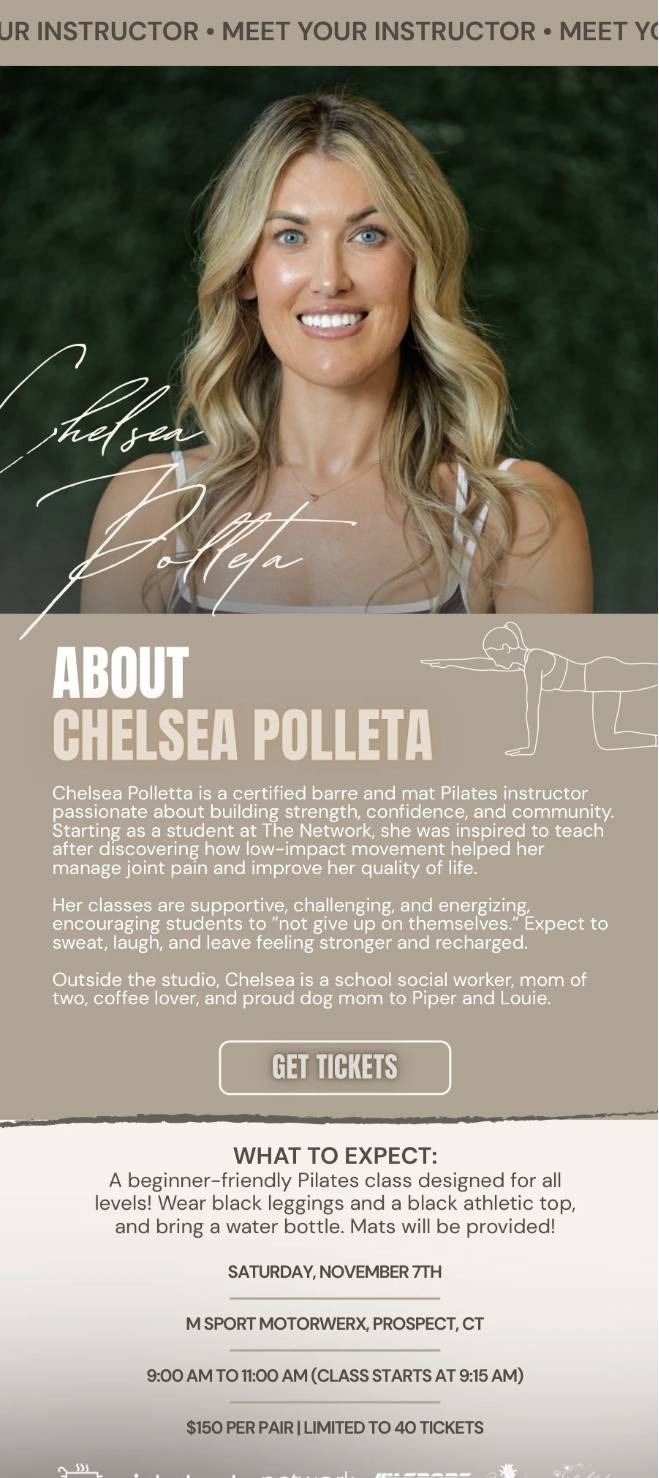 UR INSTRUCTOR • MEET YOUR INSTRUCTOR • MEET YO
Chelsea
Polleta
ABOUT
CHELSEA POLLETA
Chelsea Polletta is a certified barre and mat Pilates instructor
passionate about building strength, confidence, and community.
Starting as a student at The Network, she was inspired to teach
after discovering how low-impact movement helped her
manage joint pain and improve her quality of life.
Her classes are supportive, challenging, and energizing,
encouraging students to “not give up on themselves.” Expect to
sweat, laugh, and leave feeling stronger and recharged.
Outside the studio, Chelsea is a school social worker, mom of
two, coffee lover, and proud dog mom to Piper and Louie.
GET TICKETS
WHAT TO EXPECT:
A beginner-friendly Pilates class designed for all
levels! Wear black leggings and a black athletic top,
and bring a water bottle. Mats will be provided!
SATURDAY, NOVEMBER 7TH
M SPORT MOTORWERX, PROSPECT, CT
9:00 AM TO 11:00 AM (CLASS STARTS AT 9:15 AM)
$150 PER PAIR | LIMITED TO 40 TICKETS